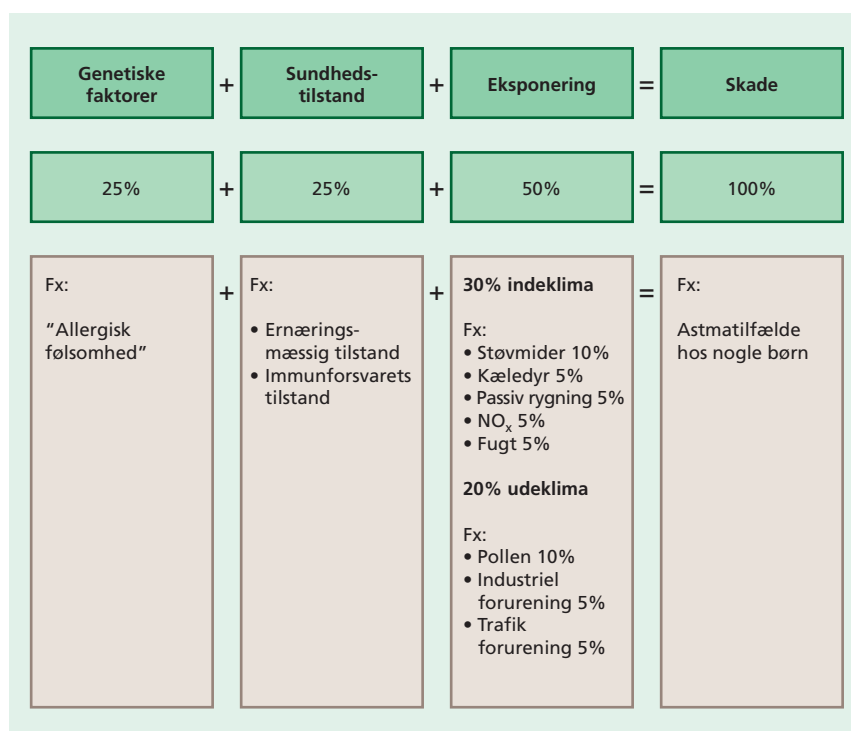 Genetiske
faktorer
+
Sundheds-
tilstand
+
Eksponering
=
Skade
25%
+
25%
+
50%
=
100%
Fx:
“Allergisk
følsomhed”
+
Fx:
• Ernærings-
mæssig tilstand
• Immunforsvarets
tilstand
+
30% indeklima
Fx:
• Støvmider 10%
• Kæledyr 5%
• Passiv rygning 5%
• NOx 5%
• Fugt 5%
20% udeklima
Fx:
• Pollen 10%
• Industriel
forurening 5%
• Trafik
forurening 5%
=
Fx:
Astmatilfælde
hos nogle børn